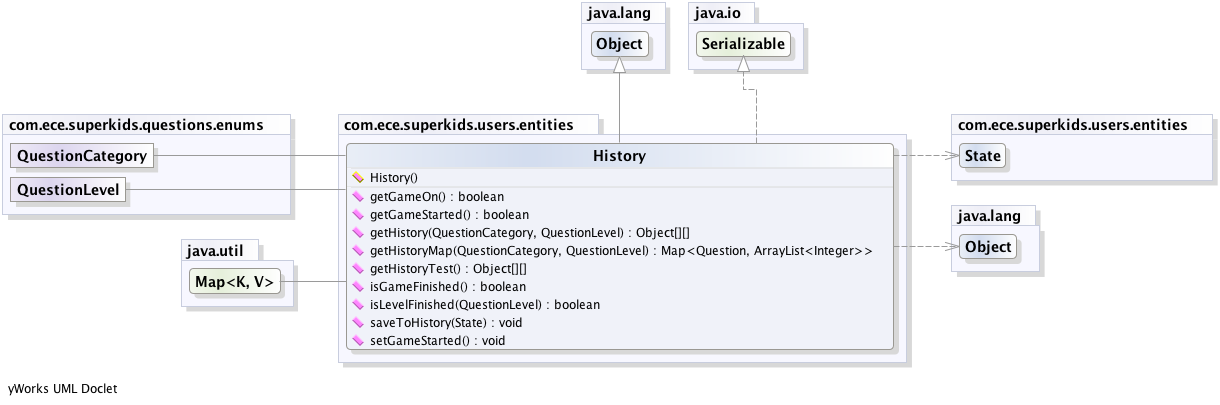 java.lang
Object
java.io
Serializable
com.ece.superkids.questions.enums
QuestionCategory
QuestionLevel
java.util
Map<K, V>
com.ece.superkids.users.entities
History
History()
getGameOn() : boolean
getGameStarted() : boolean
getHistory(QuestionCategory, QuestionLevel) : Object[][]
getHistoryMap(QuestionCategory, QuestionLevel) : Map<Question, ArrayList<Integer>>
getHistoryTest() : Object[][]
isGameFinished() : boolean
isLevelFinished(QuestionLevel) : boolean
saveToHistory(State) : void
setGameStarted() : void
com.ece.superkids.users.entities
State
java.lang
Object
yWorks UML Doclet